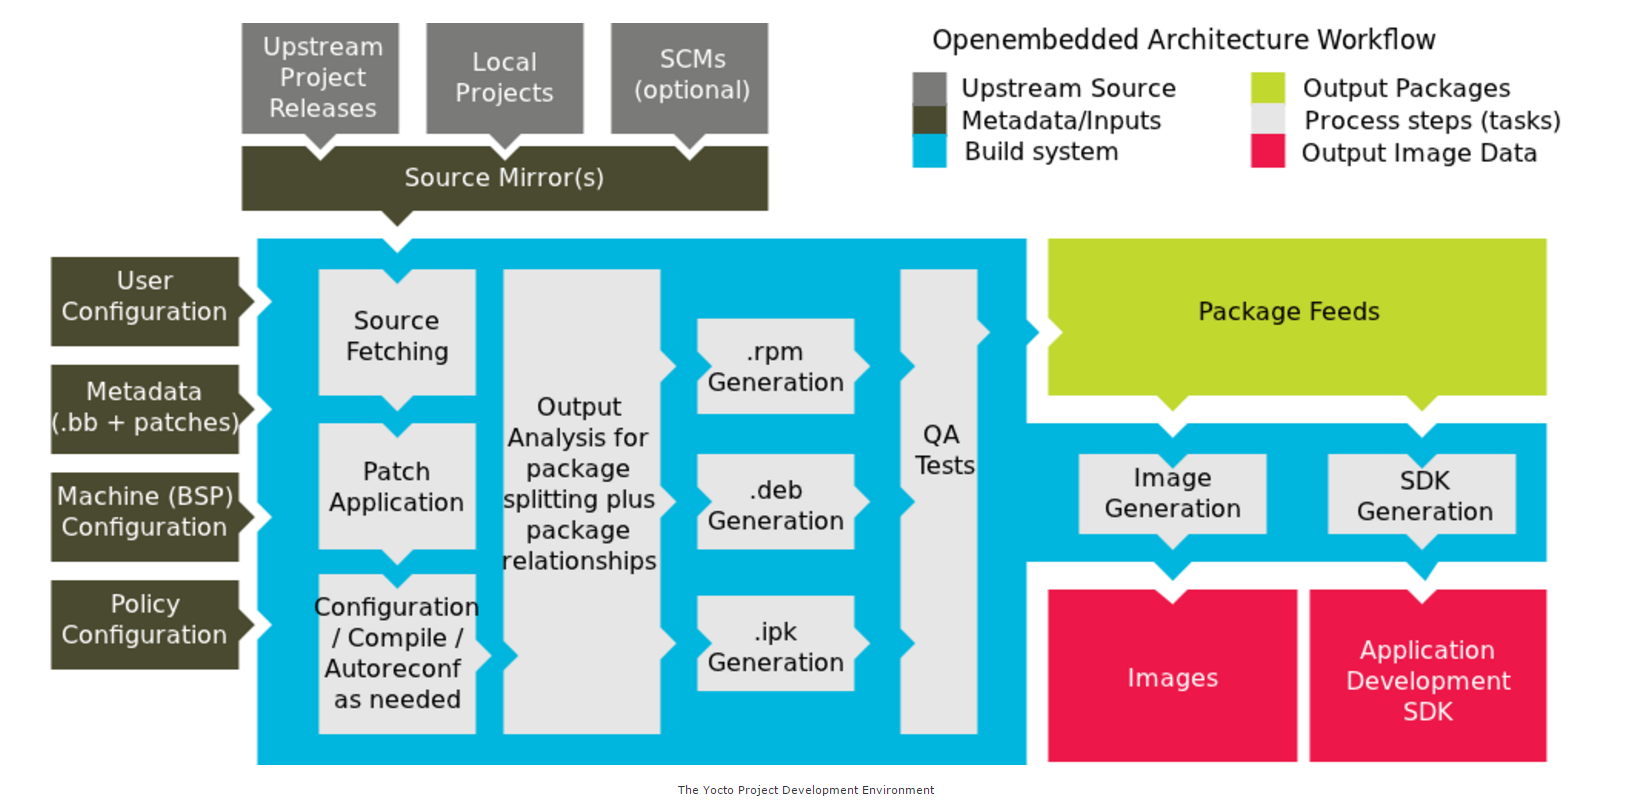 Upstream
Project
Releases
Local
Projects
SCMs
(optional)
Source Mirror(s)
Openembedded Architecture Workflow
Upstream Source
Metadata/Inputs
Build system
Output Packages
Process steps (tasks)
Output Image Data
User
Configuration
Metadata
(.bb + patches)
Machine (BSP)
Configuration
Policy
Configuration
Source
Fetching
Patch
Application
Configuration
/ Compile /
Autoreconf
as needed
Output
Analysis for
package
splitting plus
package
relationships
.rpm
Generation
.deb
Generation
.ipk
Generation
QA
Tests
Package Feeds
Image
Generation
SDK
Generation
Images
Application
Development
SDK
The Yocto Project Development Environment